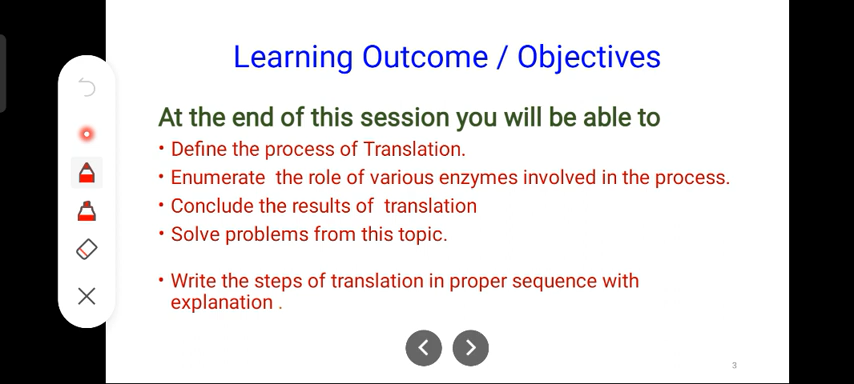 Learning Outcome / Objectives
At the end of this session you will be able to
• Define the process of Translation.
• Enumerate the role of various enzymes involved in the process.
• Conclude the results of translation
• Solve problems from this topic.
• Write the steps of translation in proper sequence with
explanation .
3